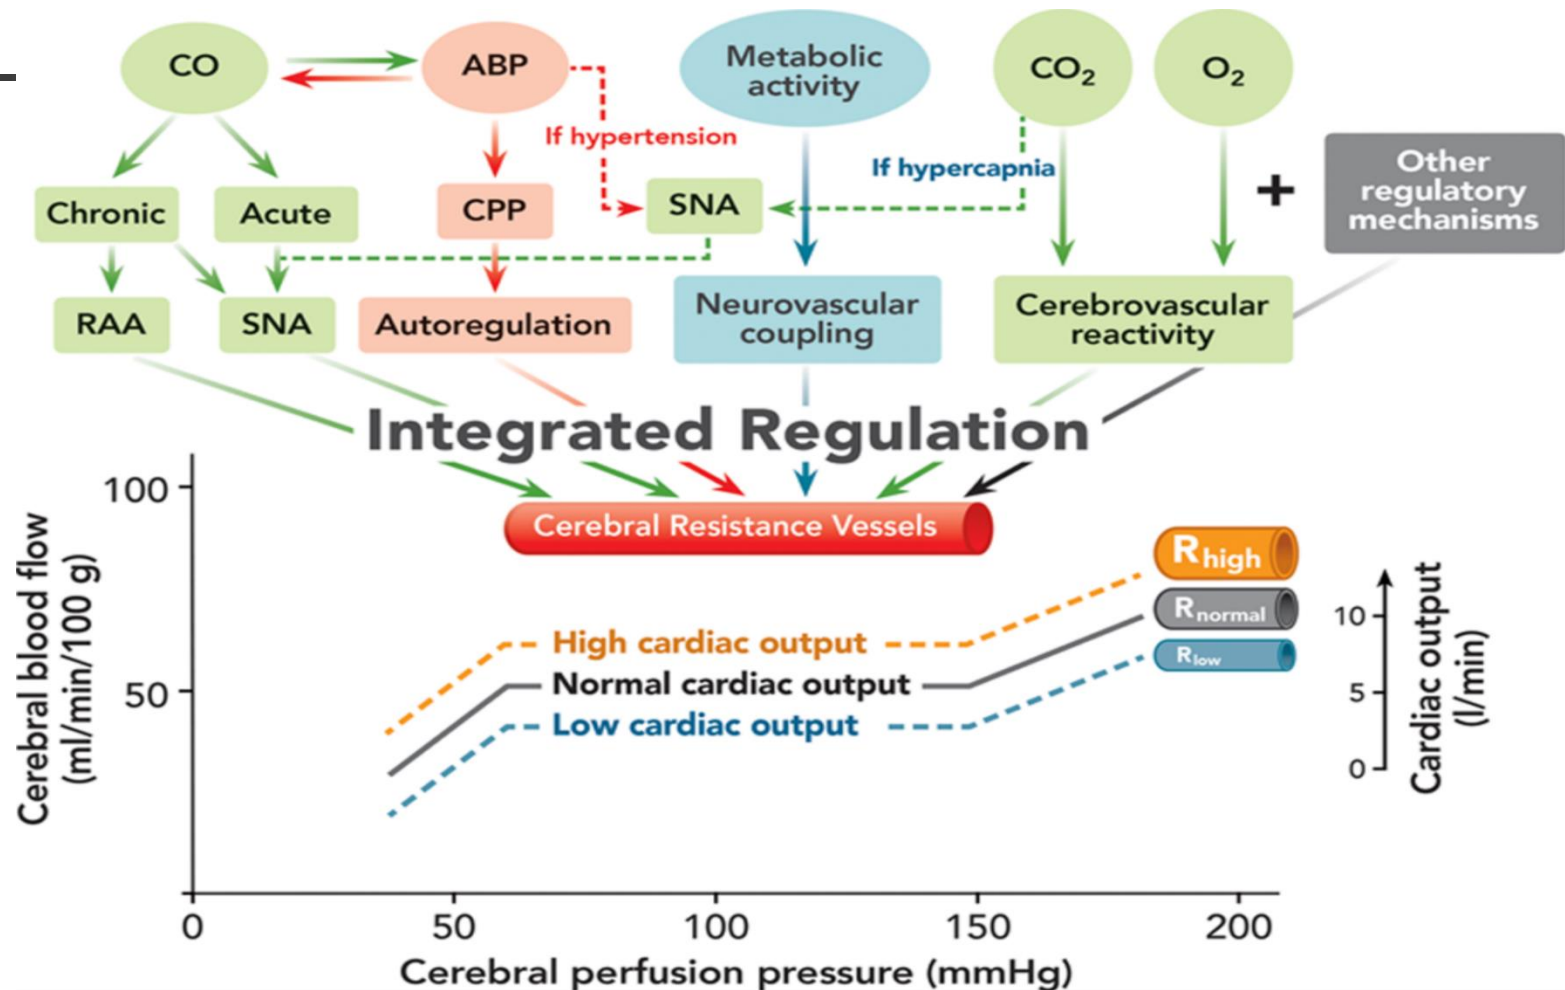 CO
ABP
Metabolic
activity
CO₂
O₂
If hypertension
If hypercapnia
Other
regulatory
mechanisms
+
Chronic
Acute
CPP
SNA
RAA
SNA
Autoregulation
Neurovascular
coupling
Cerebrovascular
reactivity
Integrated Regulation
Cerebral Resistance Vessels
100
50
Cerebral blood flow
(ml/min/100 g)
High cardiac output
Normal cardiac output
Low cardiac output
R high
R normal
R low
10
5
0
Cardiac output
(l/min)
0
50
100
150
200
Cerebral perfusion pressure (mmHg)